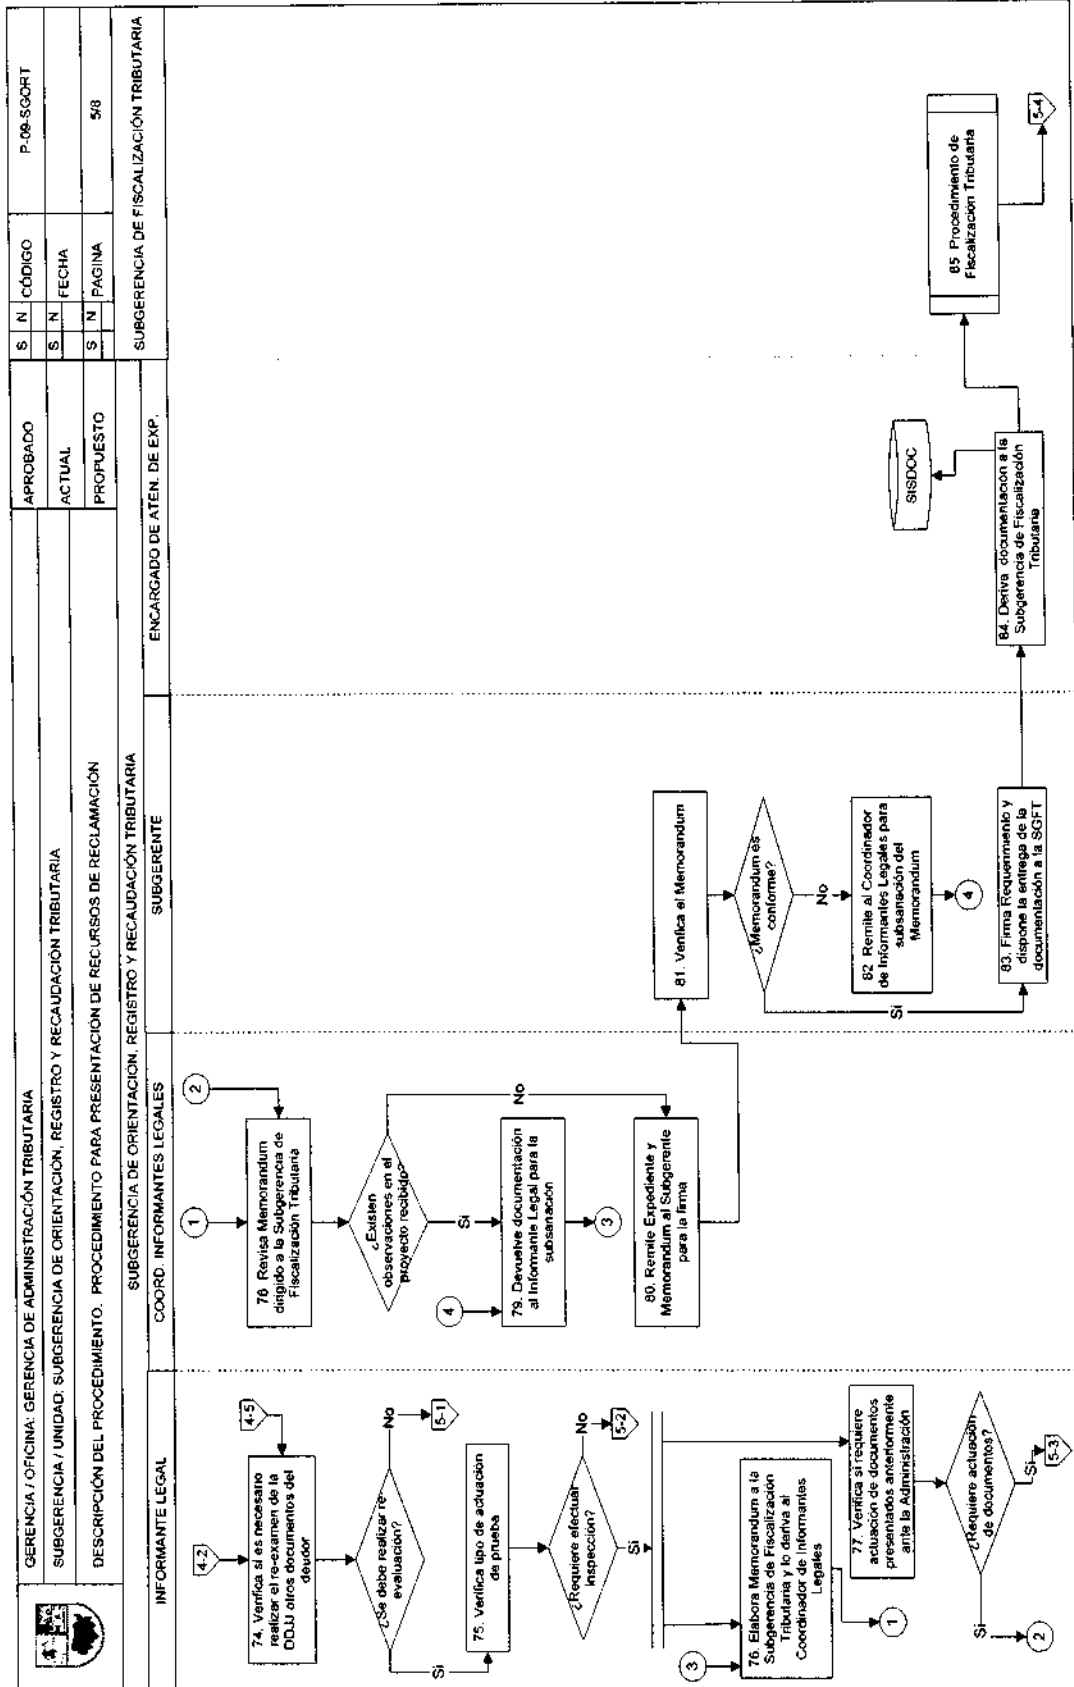 GERENCIA / OFICINA: GERENCIA DE ADMINISTRACIÓN TRIBUTARIA
APROBADO
S N CÓDIGO
P-09-SGORT
SUBGERENCIA / UNIDAD: SUBGERENCIA DE ORIENTACIÓN, REGISTRO Y RECAUDACIÓN TRIBUTARIA
ACTUAL
S N FECHA
DESCRIPCIÓN DEL PROCEDIMIENTO. PROCEDIMIENTO PARA PRESENTACIÓN DE RECURSOS DE RECLAMACIÓN
PROPUESTO
S N PAGINA
5/8
SUBGERENCIA DE ORIENTACIÓN, REGISTRO Y RECAUDACIÓN TRIBUTARIA
SUBGERENCIA DE FISCALIZACIÓN TRIBUTARIA
INFORMANTE LEGAL
COORD. INFORMANTES LEGALES
SUBGERENTE
ENCARGADO DE ATEN. DE EXP.
4-2
4-5
74. Verifica si es necesario
realizar el re-examen de la
DDJJ otros documentos del
deudor
¿Se debe realizar re-
evaluación?
No
5-1
Si
75. Verifica tipo de actuación
de prueba
¿Requiere efectuar
Inspección?
No
5-2
Si
3
76. Elabora Memorandum a la
Subgerencia de Fiscalización
Tributaria y lo deriva al
Coordinador de Informantes
Legales
1
77. Verifica si requiere
actuación de documentos
presentados anteriormente
ante la Administración
¿Requiere actuación
de documentos?
Si
2
Si
5-3
1
2
76 Revisa Memorandum
dirigido a la Subgerencia de
Fiscalización Tributaria
¿Existen
observaciones en el
proyecto recibido?
No
Si
4
79. Devuelve documentación
al Informante Legal para la
subsanación
3
80. Remite Expediente y
Memorandum al Subgerente
para la firma
81. Verifica el Memorandum
¿Memorandum es
conforme?
No
Si
82 Remite al Coordinador
de Informantes Legales para
subsanación del
Memorandum
4
83. Firma Requerimiento y
dispone la entrega de la
documentación a la SGFT
SISDOC
84. Deriva documentación a la
Subgerencia de Fiscalización
Tributaria
85 Procedimiento de
Fiscalización Tributaria
5-4